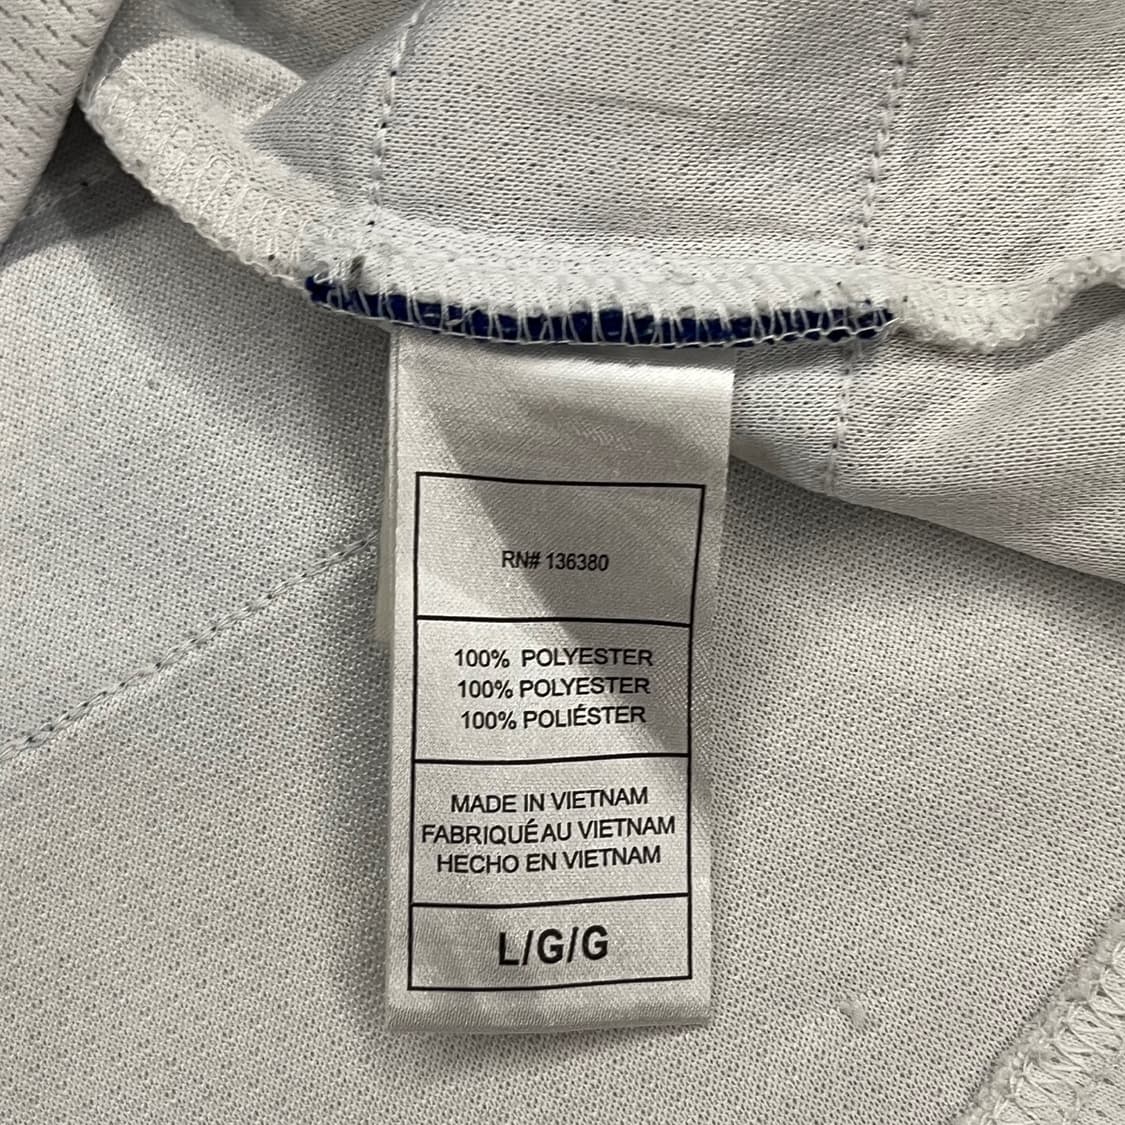 RN# 136380
100% POLYESTER
100% POLYESTER
100% POLIÉSTER
MADE IN VIETNAM
FABRIQUÉ AU VIETNAM
HECHO EN VIETNAM
L/G/G